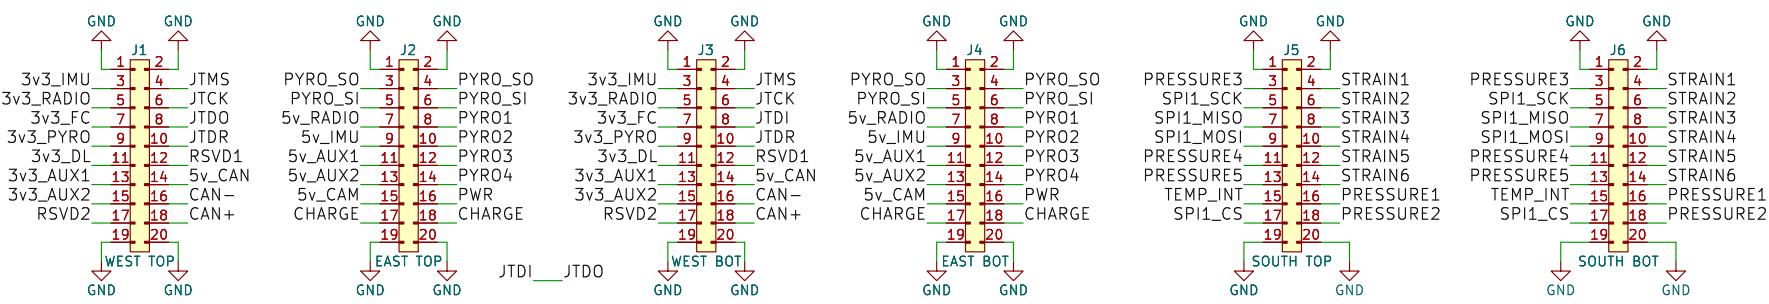 GND GND GND GND GND GND GND GND GND GND GND GND
J1 J2 J3 J4 J5 J6
1 2 1 2 1 2 1 2 1 2 1 2
3v3_IMU 3 4 JTMS PYRO_SO 3 4 PYRO_SO 3v3_IMU 3 4 JTMS PYRO_SO 3 4 PYRO_SO PRESSURE3 3 4 STRAIN1 PRESSURE3 3 4 STRAIN1
3v3_RADIO 5 6 JTCK PYRO_SI 5 6 PYRO_SI 3v3_RADIO 5 6 JTCK PYRO_SI 5 6 PYRO_SI SPI1_SCK 5 6 STRAIN2 SPI1_SCK 5 6 STRAIN2
3v3_FC 7 8 JTDO 5v_RADIO 7 8 PYRO1 3v3_FC 7 8 JTDI 5v_RADIO 7 8 PYRO1 SPI1_MISO 7 8 STRAIN3 SPI1_MISO 7 8 STRAIN3
3v3_PYRO 9 10 JTDR 5v_IMU 9 10 PYRO2 3v3_PYRO 9 10 JTDR 5v_IMU 9 10 PYRO2 SPI1_MOSI 9 10 STRAIN4 SPI1_MOSI 9 10 STRAIN4
3v3_DL 11 12 RSVD1 5v_AUX1 11 12 PYRO3 3v3_DL 11 12 RSVD1 5v_AUX1 11 12 PYRO3 PRESSURE4 11 12 STRAIN5 PRESSURE4 11 12 STRAIN5
3v3_AUX1 13 14 5v_CAN 5v_AUX2 13 14 PYRO4 3v3_AUX1 13 14 5v_CAN 5v_AUX2 13 14 PYRO4 PRESSURE5 13 14 STRAIN6 PRESSURE5 13 14 STRAIN6
3v3_AUX2 15 16 CAN- 5v_CAM 15 16 PWR 3v3_AUX2 15 16 CAN- 5v_CAM 15 16 PWR TEMP_INT 15 16 PRESSURE1 TEMP_INT 15 16 PRESSURE1
RSVD2 17 18 CAN+ CHARGE 17 18 CHARGE RSVD2 17 18 CAN+ CHARGE 17 18 CHARGE SPI1_CS 17 18 PRESSURE2 SPI1_CS 17 18 PRESSURE2
19 20 19 20 19 20 19 20 19 20 19 20
WEST TOP EAST TOP WEST BOT EAST BOT SOUTH TOP SOUTH BOT
JTDI JTDO
GND GND GND GND GND GND GND GND GND GND GND GND